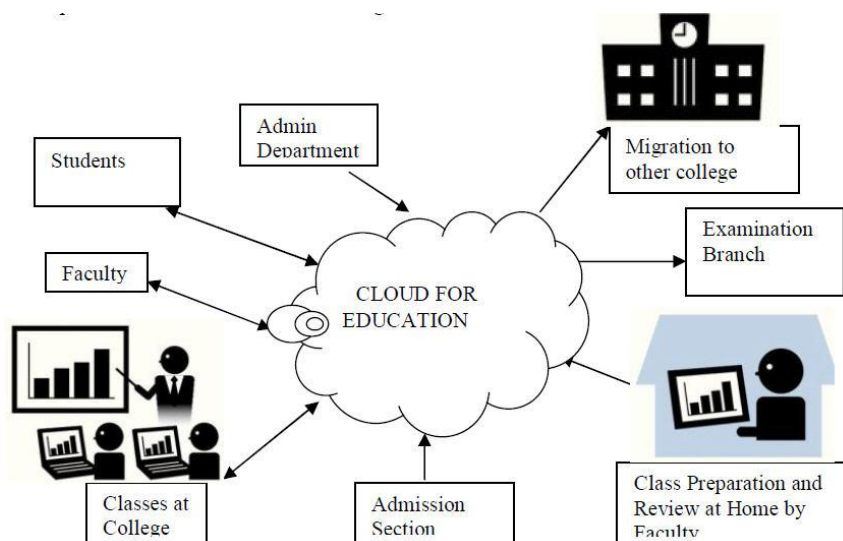 Admin
Department
Students
Migration to
other college
Faculty
Examination
Branch
CLOUD FOR
EDUCATION
Classes at
College
Admission
Section
Class Preparation and
Review at Home by
Faculty